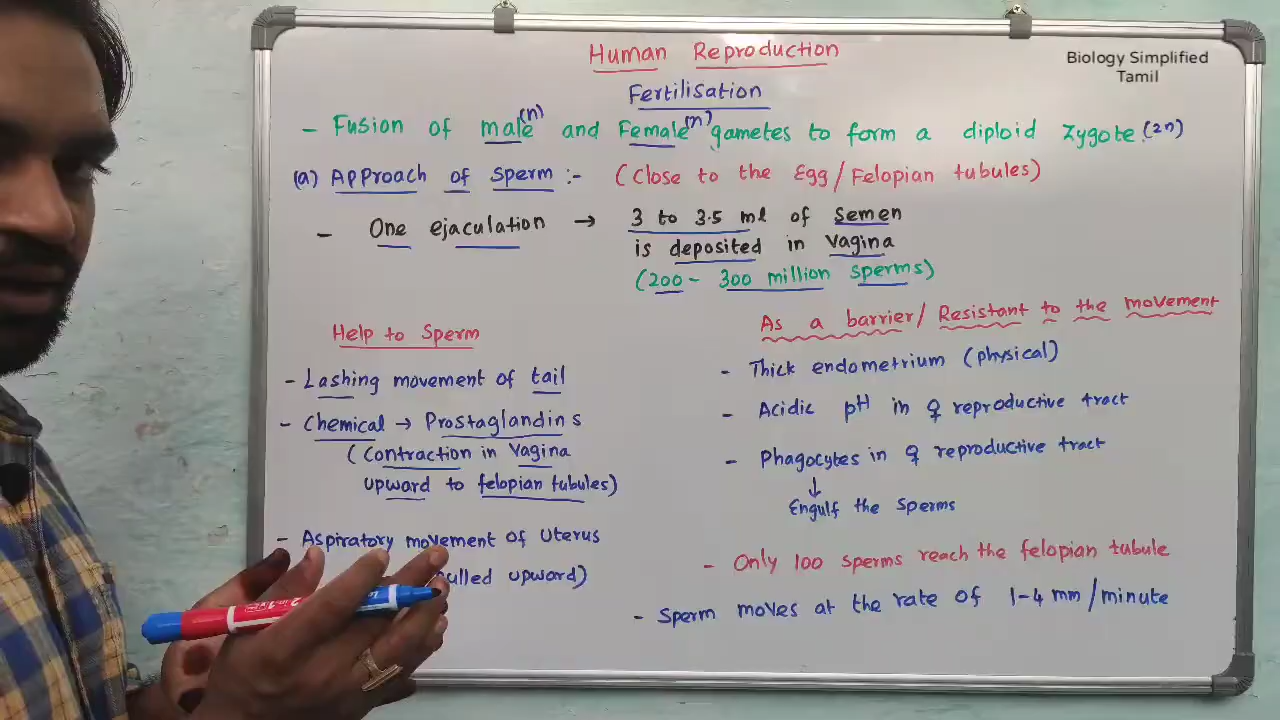 Human Reproduction
Biology Simplified
Tamil
Fertilisation
- Fusion of male(n) and Female(n) gametes to form a diploid zygote.(2n)
(a) Approach of sperm :- (Close to the Egg/Felopian tubules)
- One ejaculation → 3 to 3.5 ml of semen
is deposited in vagina
(200 - 300 million sperms)
Help to Sperm
- Lashing movement of tail
- Chemical → Prostaglandins
(Contraction in vagina
upward to felopian tubules)
- Aspiratory movement of uterus
upward)
As a barrier/ Resistant to the movement
- Thick endometrium (physical)
- Acidic pH in ♀ reproductive tract
- Phagocytes in ♀ reproductive tract
↓
Engulf the sperms
- Only 100 sperms reach the felopian tubule
- Sperm moves at the rate of 1-4 mm/minute